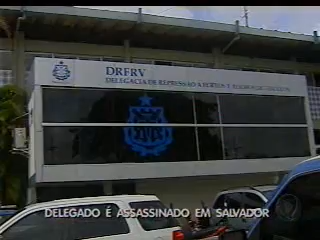 DRFRV
DELEGACIA DE REPRESSÃO A FURTOS E ROUBOS DE VEÍCULOS
DELEGADO É ASSASSINADO EM SALVADOR